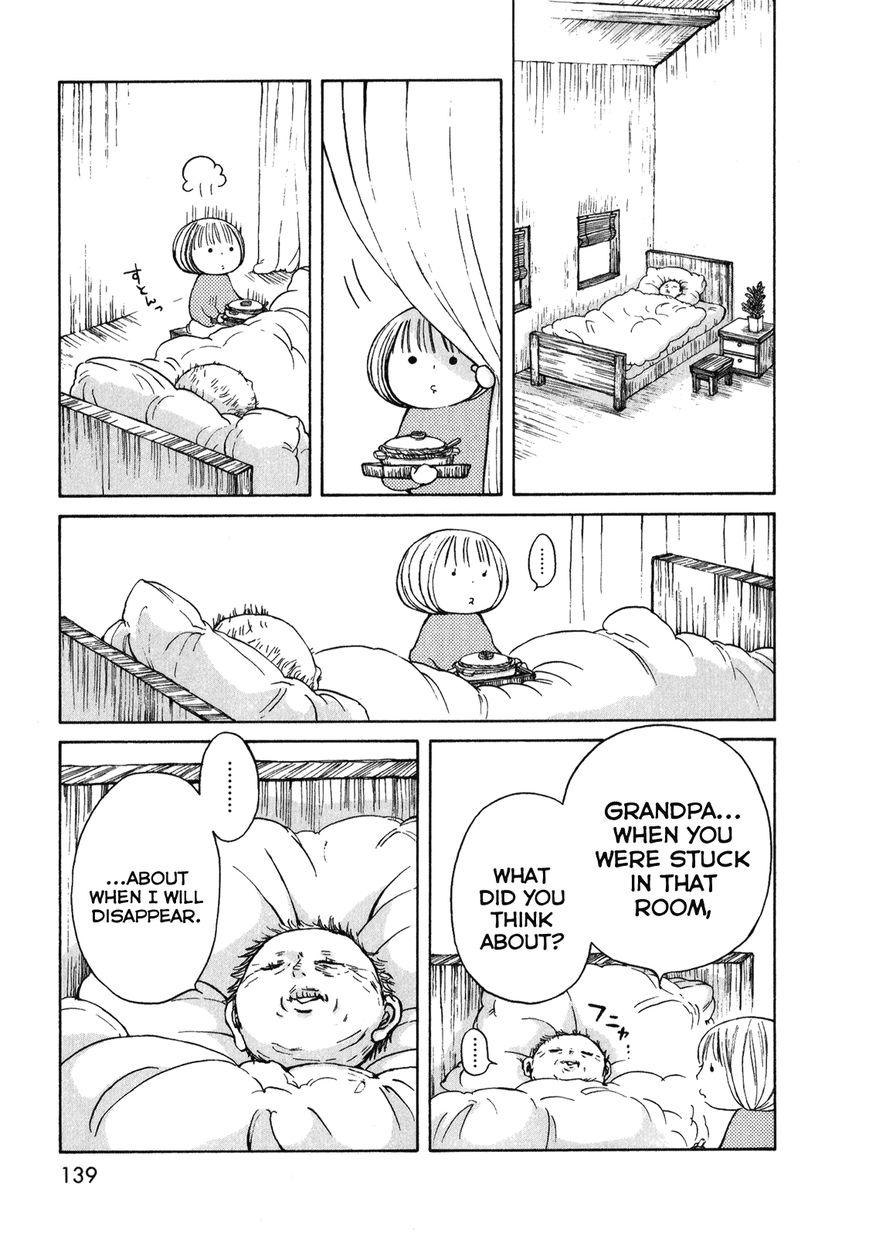 すとんっ
GRANDPA...
WHEN YOU
WERE STUCK
IN THAT
ROOM,
WHAT
DID YOU
THINK
ABOUT?
フニャ...
...ABOUT
WHEN I WILL
DISAPPEAR.
139